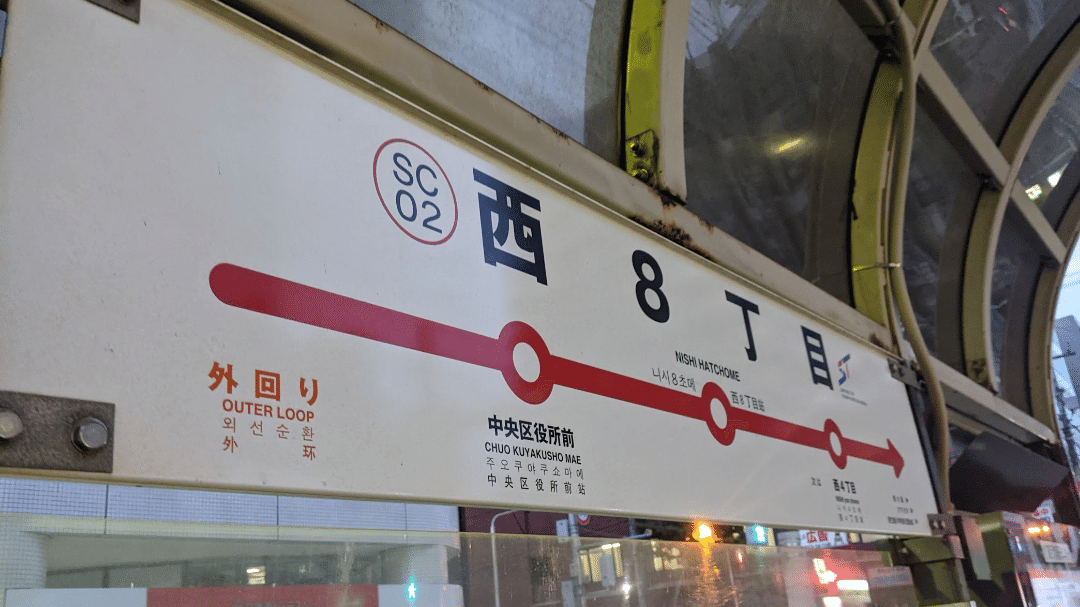 SC
02
西8丁目
NISHI HATCHOME
니시8초메
西8丁目站
外回り
OUTER LOOP
외선순환
外环
中央区役所前
CHUO KUYAKUSHO MAE
주오쿠야쿠쇼마에
中央区役所前站
西4丁目